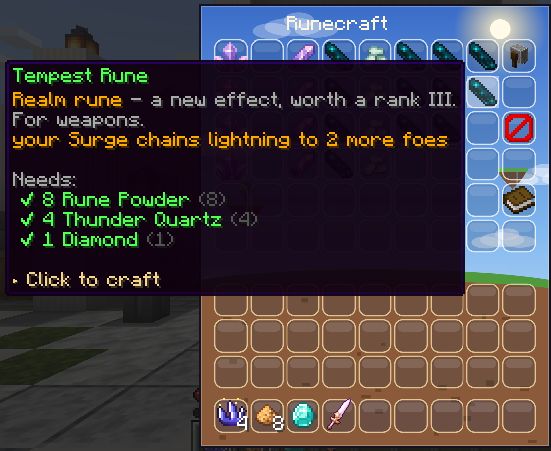 Runecraft
Tempest Rune
Realm rune – a new effect, worth a rank III.
For weapons.
your Surge chains lightning to 2 more foes
Needs:
✓ 8 Rune Powder (8)
✓ 4 Thunder Quartz (4)
✓ 1 Diamond (1)
▸ Click to craft
4 8